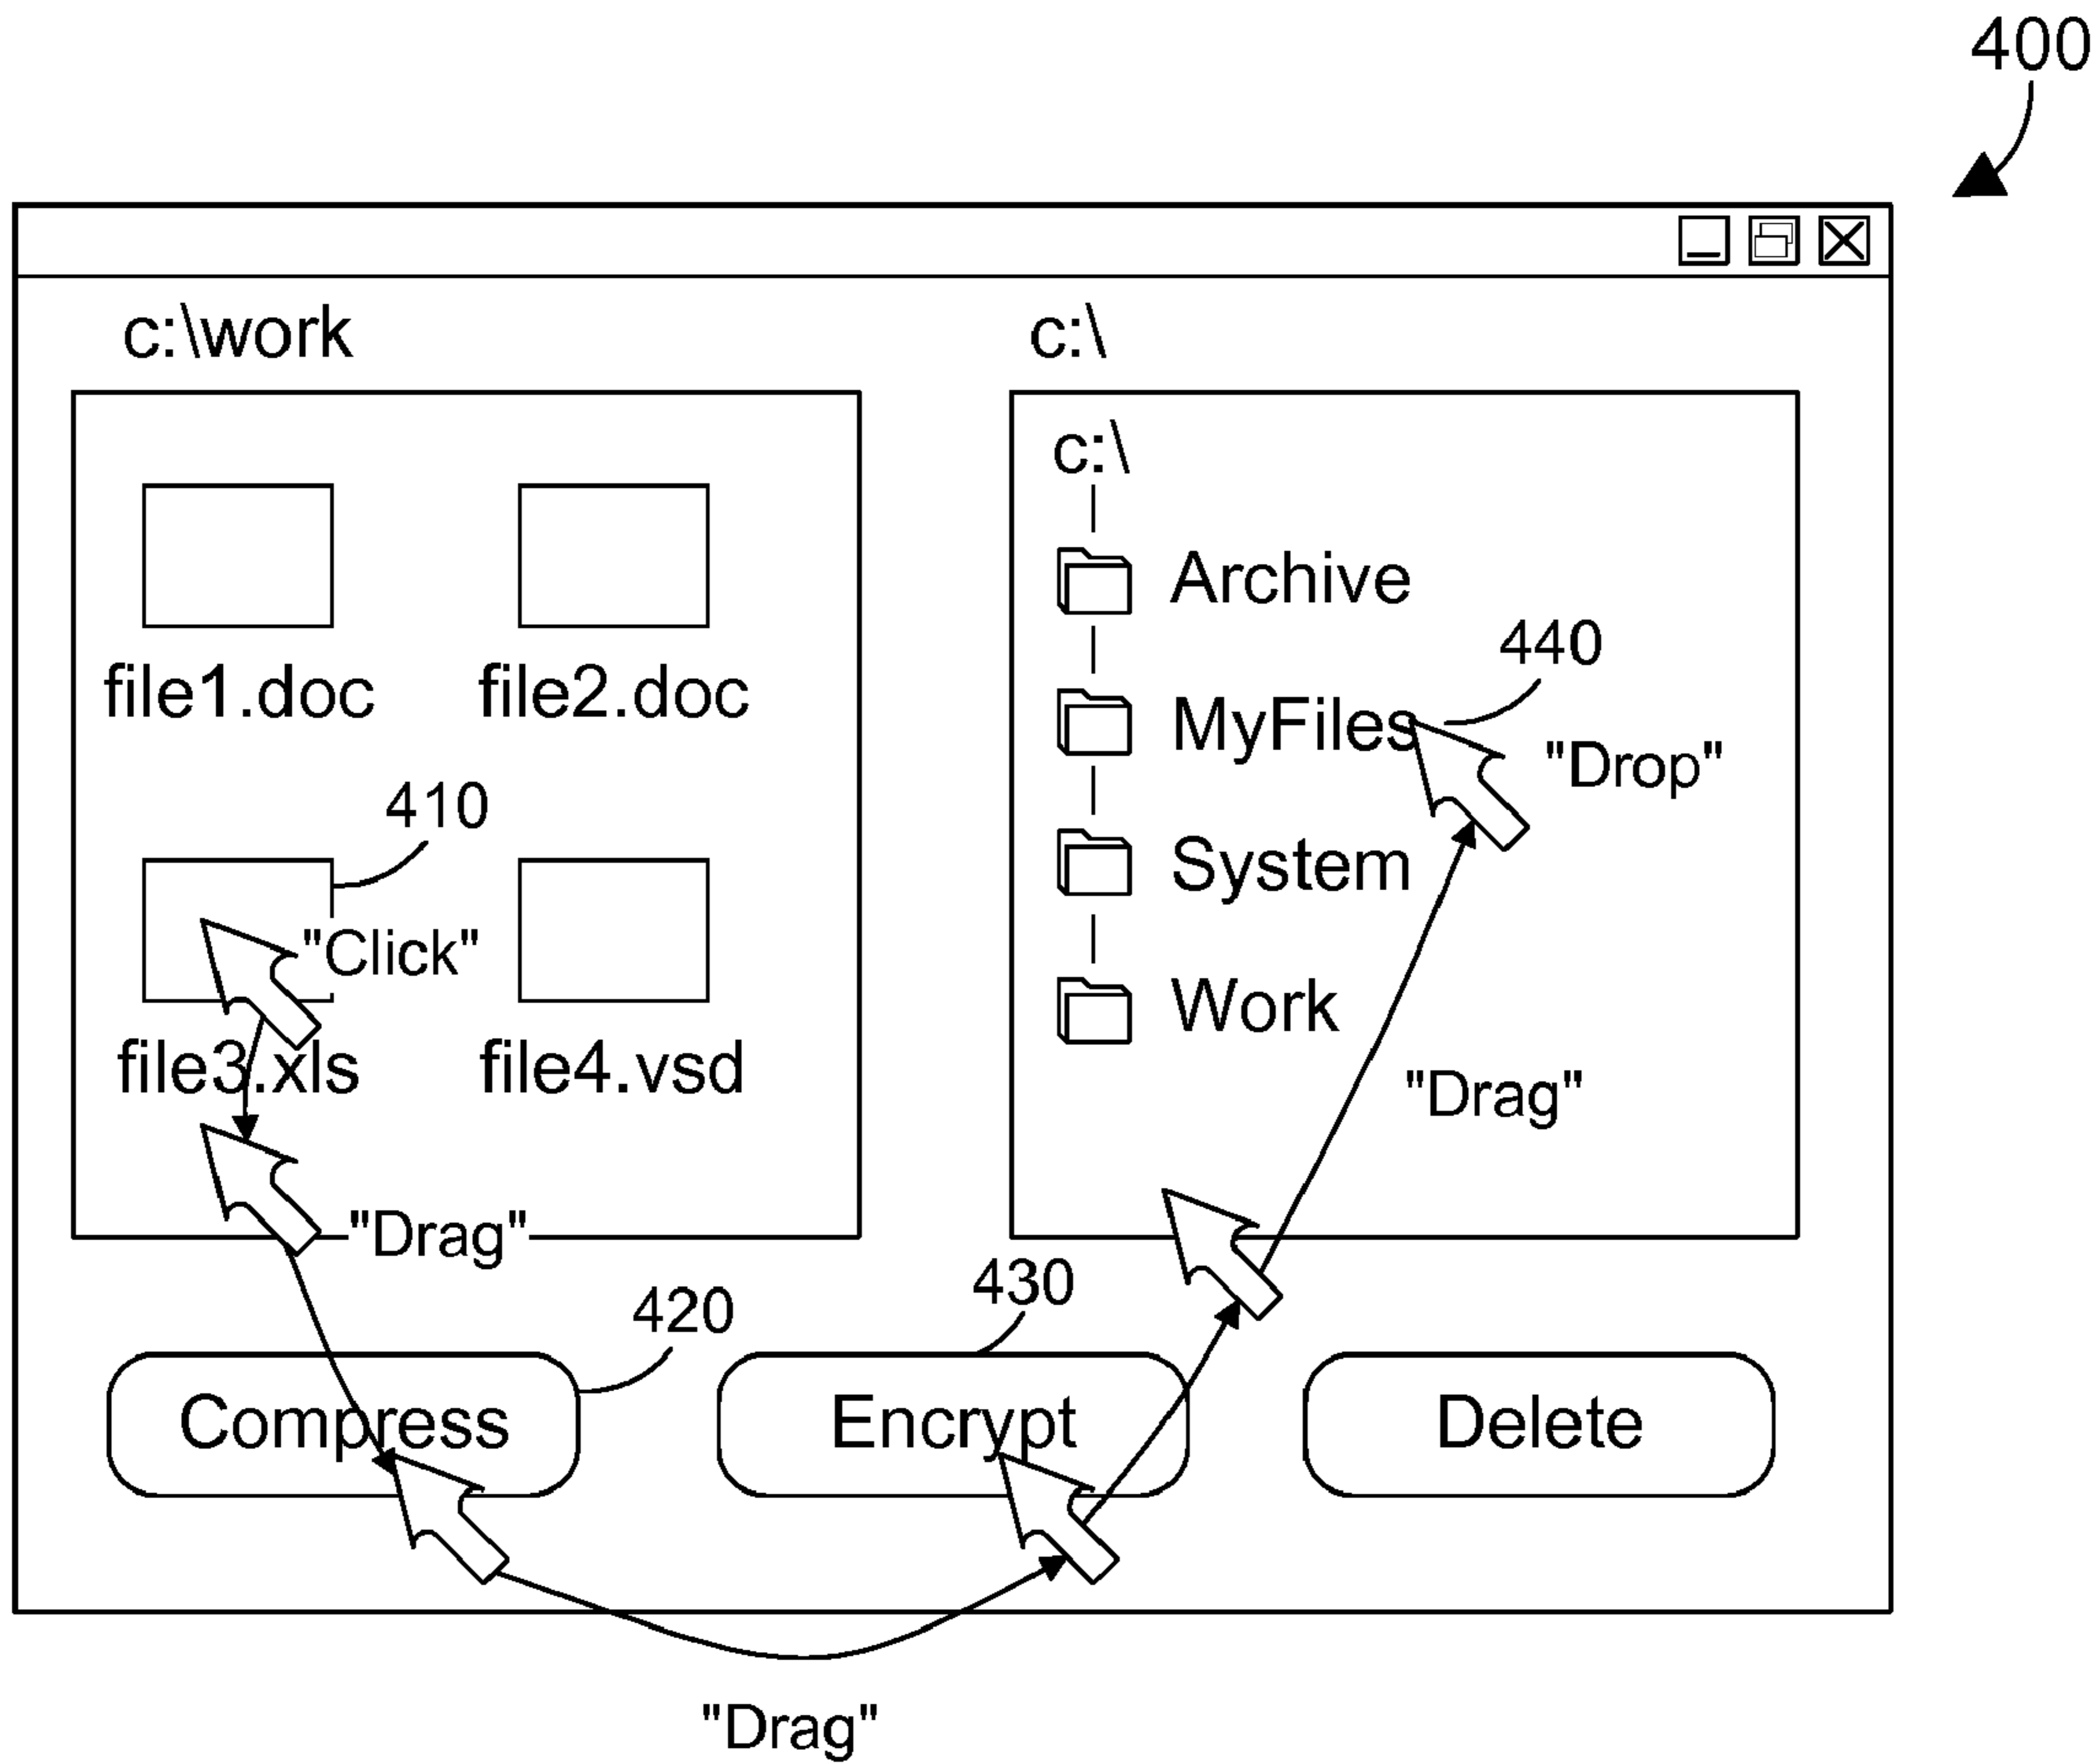 400
c:\work
c:\
c:\
Archive
440
file1.doc
file2.doc
MyFiles
"Drop"
410
System
"Click"
Work
file3.xls
file4.vsd
"Drag"
"Drag"
420
430
Compress
Encrypt
Delete
"Drag"